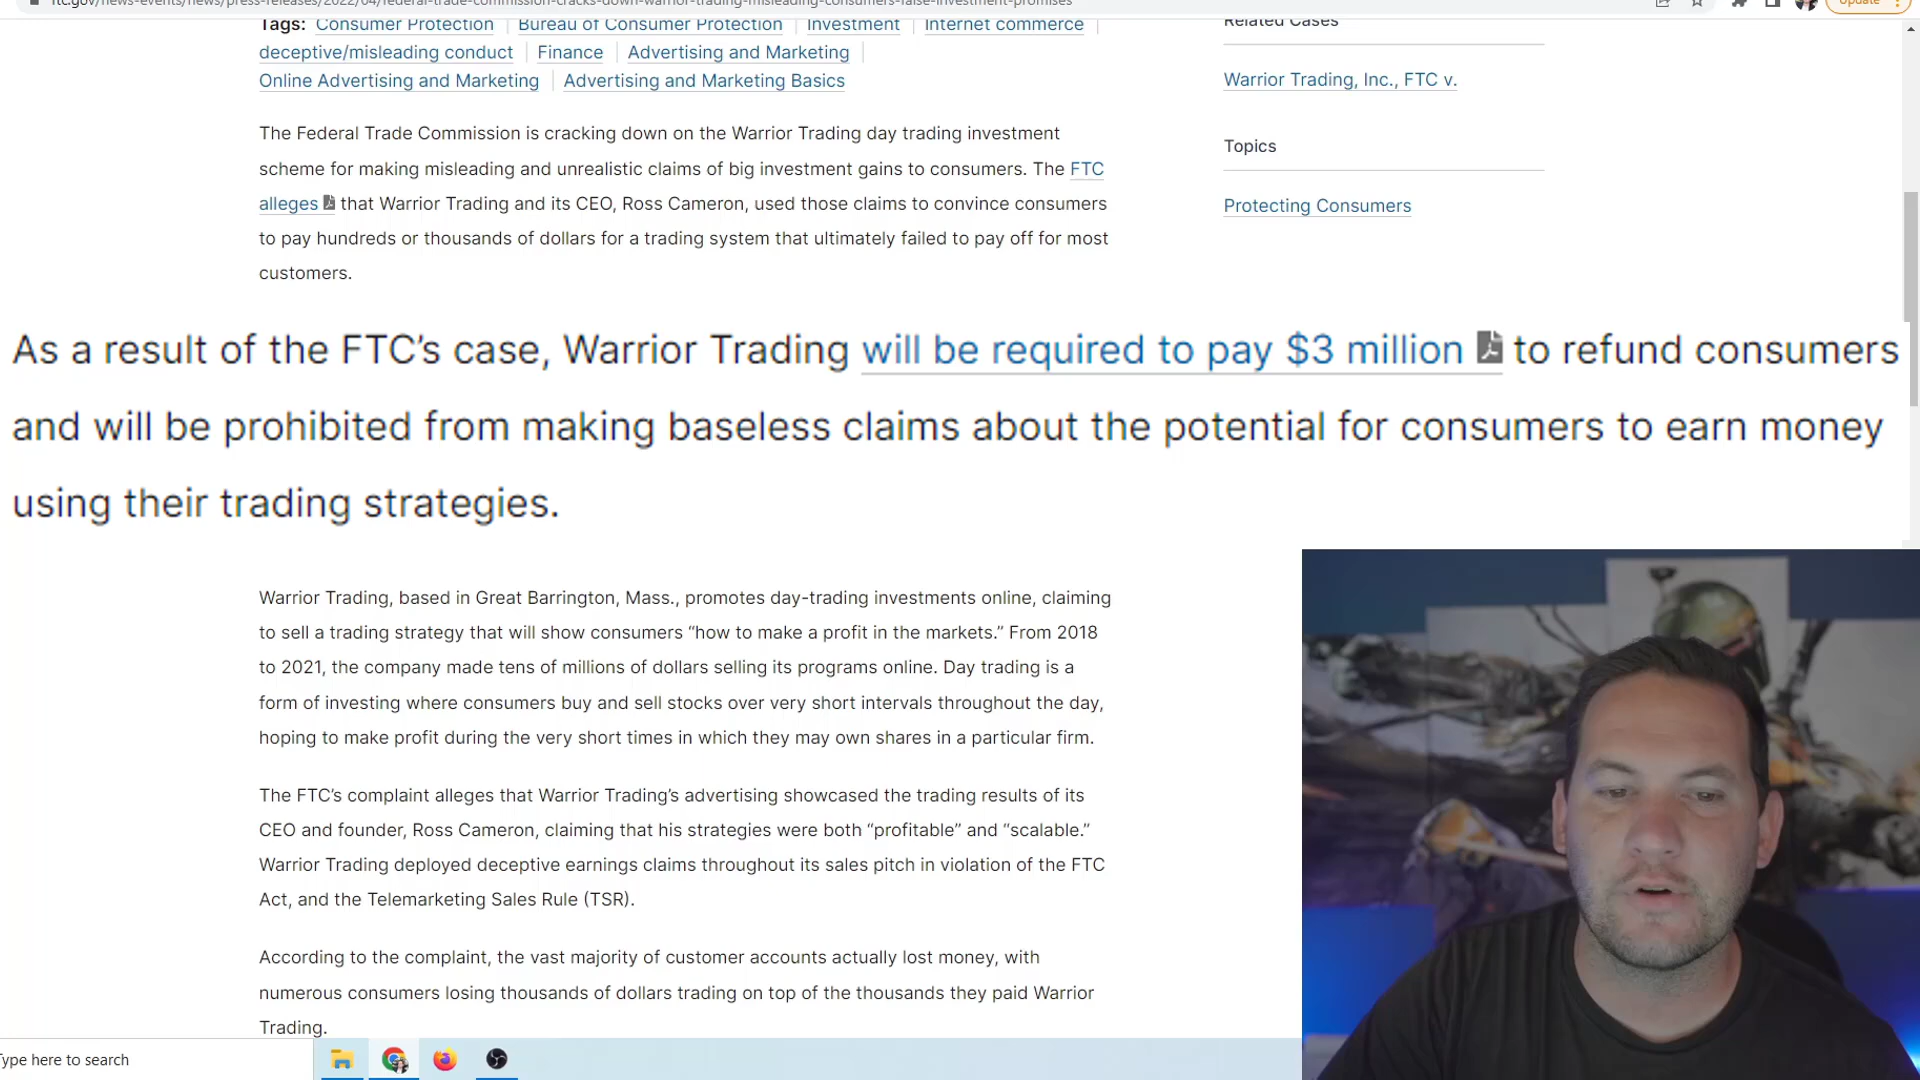 ftc.gov/news-events/news/press-releases/2022/04/federal-trade-commission-cracks-down-warrior-trading-misleading-consumers-false-investment-promises
Update
Tags: Consumer Protection | Bureau of Consumer Protection | Investment | Internet commerce |
deceptive/misleading conduct | Finance | Advertising and Marketing |
Online Advertising and Marketing | Advertising and Marketing Basics
Related Cases
Warrior Trading, Inc., FTC v.
Topics
Protecting Consumers
The Federal Trade Commission is cracking down on the Warrior Trading day trading investment
scheme for making misleading and unrealistic claims of big investment gains to consumers. The FTC
alleges that Warrior Trading and its CEO, Ross Cameron, used those claims to convince consumers
to pay hundreds or thousands of dollars for a trading system that ultimately failed to pay off for most
customers.
As a result of the FTC’s case, Warrior Trading will be required to pay $3 million to refund consumers
and will be prohibited from making baseless claims about the potential for consumers to earn money
using their trading strategies.
Warrior Trading, based in Great Barrington, Mass., promotes day-trading investments online, claiming
to sell a trading strategy that will show consumers “how to make a profit in the markets.” From 2018
to 2021, the company made tens of millions of dollars selling its programs online. Day trading is a
form of investing where consumers buy and sell stocks over very short intervals throughout the day,
hoping to make profit during the very short times in which they may own shares in a particular firm.
The FTC’s complaint alleges that Warrior Trading’s advertising showcased the trading results of its
CEO and founder, Ross Cameron, claiming that his strategies were both “profitable” and “scalable.”
Warrior Trading deployed deceptive earnings claims throughout its sales pitch in violation of the FTC
Act, and the Telemarketing Sales Rule (TSR).
According to the complaint, the vast majority of customer accounts actually lost money, with
numerous consumers losing thousands of dollars trading on top of the thousands they paid Warrior
Trading.
Type here to search